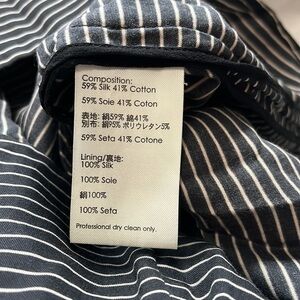 Composition:
59% Silk 41% Cotton
59% Soie 41% Coton
表地: 絹59% 綿41%
別布: 絹95% ポリウレタン5%
59% Seta 41% Cotone
Lining/裏地:
100% Silk
100% Soie
絹100%
100% Seta
Professional dry clean only.